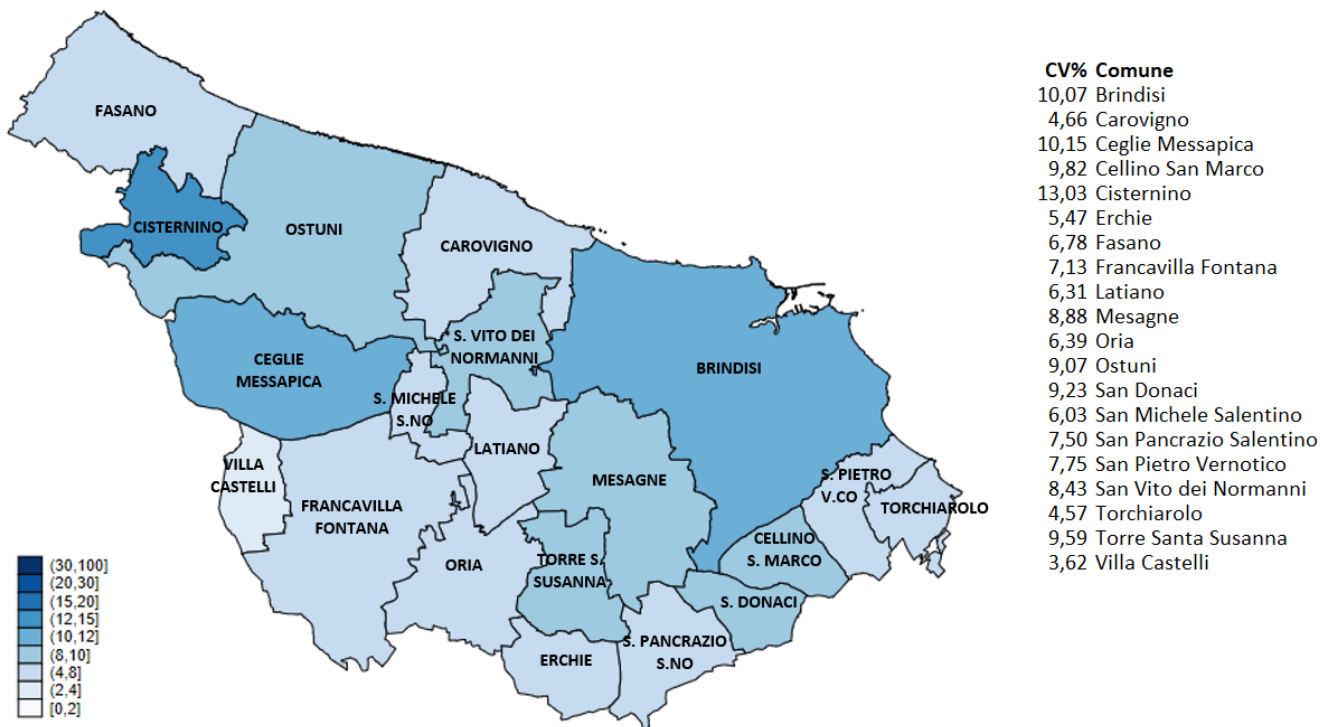 CV% Comune
10,07 Brindisi
4,66 Carovigno
10,15 Ceglie Messapica
9,82 Cellino San Marco
13,03 Cisternino
5,47 Erchie
6,78 Fasano
7,13 Francavilla Fontana
6,31 Latiano
8,88 Mesagne
6,39 Oria
9,07 Ostuni
9,23 San Donaci
6,03 San Michele Salentino
7,50 San Pancrazio Salentino
7,75 San Pietro Vernotico
8,43 San Vito dei Normanni
4,57 Torchiarolo
9,59 Torre Santa Susanna
3,62 Villa Castelli
FASANO
CISTERNINO
OSTUNI
CAROVIGNO
S. VITO DEI
NORMANNI
CEGLIE
MESSAPICA
BRINDISI
S. MICHELE
S.NO
LATIANO
VILLA
CASTELLI
MESAGNE
S. PIETRO
V.CO
TORCHIAROLO
FRANCAVILLA
FONTANA
CELLINO
S. MARCO
ORIA
TORRE S.
SUSANNA
S. DONACI
S. PANCRAZIO
S.NO
ERCHIE
(30,100]
(20,30]
(15,20]
(12,15]
(10,12]
(8,10]
(4,8]
(2,4]
[0,2]